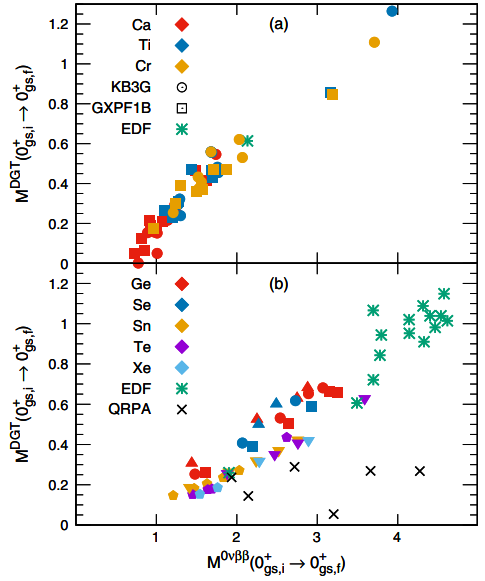 (a)
Ca
Ti
Cr
KB3G
GXPF1B
EDF
1.2
1
0.8
0.6
0.4
0.2
0
M^DGT(0^+_gs,i → 0^+_gs,f)
(b)
Ge
Se
Sn
Te
Xe
EDF
QRPA
1.2
1
0.8
0.6
0.4
0.2
0
M^DGT(0^+_gs,i → 0^+_gs,f)
1 2 3 4
M^0νββ(0^+_gs,i → 0^+_gs,f)